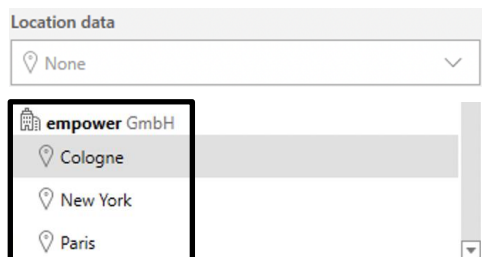 Location data
None
empower GmbH
Cologne
New York
Paris